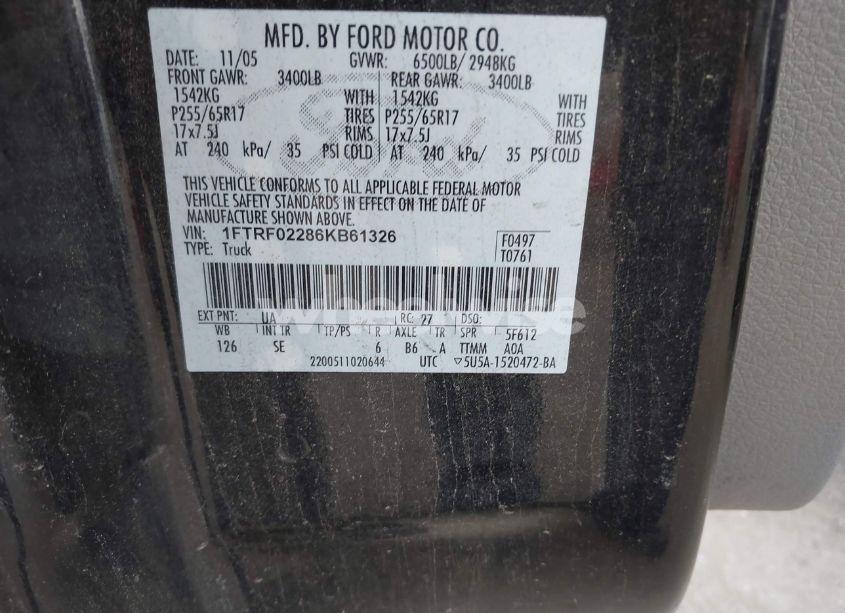 MFD. BY FORD MOTOR CO.
DATE: 11/05 GVWR: 6500LB/ 2948KG
FRONT GAWR: 3400LB REAR GAWR: 3400LB
1542KG WITH 1542KG WITH
P255/65R17 TIRES P255/65R17 TIRES
17x7.5J RIMS 17x7.5J RIMS
AT 240 kPa/ 35 PSI COLD AT 240 kPa/ 35 PSI COLD
THIS VEHICLE CONFORMS TO ALL APPLICABLE FEDERAL MOTOR
VEHICLE SAFETY STANDARDS IN EFFECT ON THE DATE OF
MANUFACTURE SHOWN ABOVE.
VIN: 1FTRF02286KB61326 F0497
TYPE: Truck T0761
EXT PNT: UA RC: 27 DSO:
WB INT TR TP/PS R AXLE TR SPR 5F612
126 SE 6 B6 A TTMM A0A
2200511020644 UTC ▽5U5A-1520472-BA
wheelwise
Ford